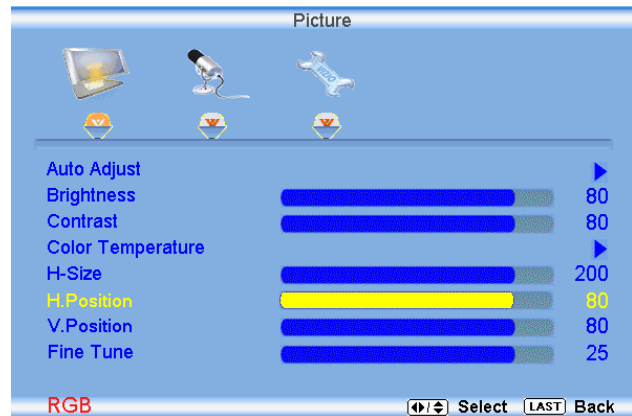 Picture
VIZIO
Auto Adjust
Brightness 80
Contrast 80
Color Temperature
H-Size 200
H.Position 80
V.Position 80
Fine Tune 25
RGB Select LAST Back